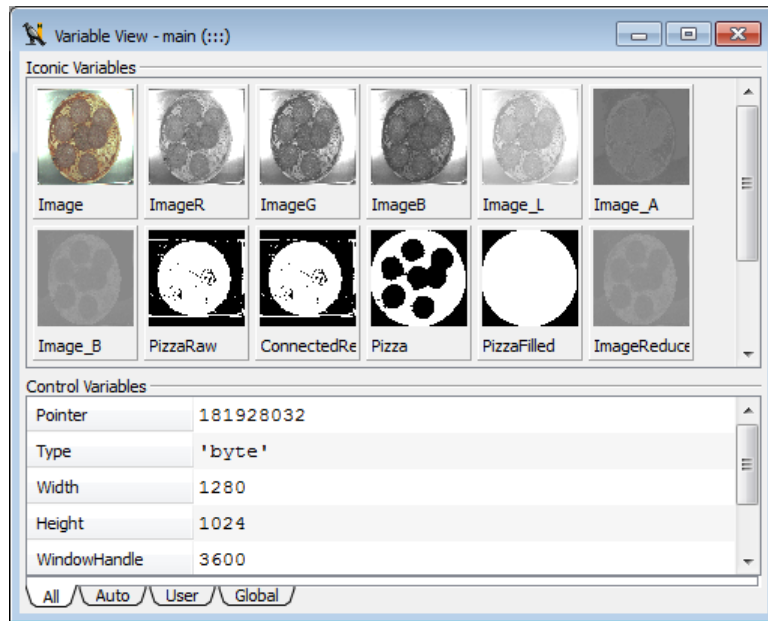 Variable View - main (:::)
Iconic Variables
Image ImageR ImageG ImageB Image_L Image_A
Image_B PizzaRaw ConnectedRe Pizza PizzaFilled ImageReduce
Control Variables
Pointer 181928032
Type 'byte'
Width 1280
Height 1024
WindowHandle 3600
All Auto User Global